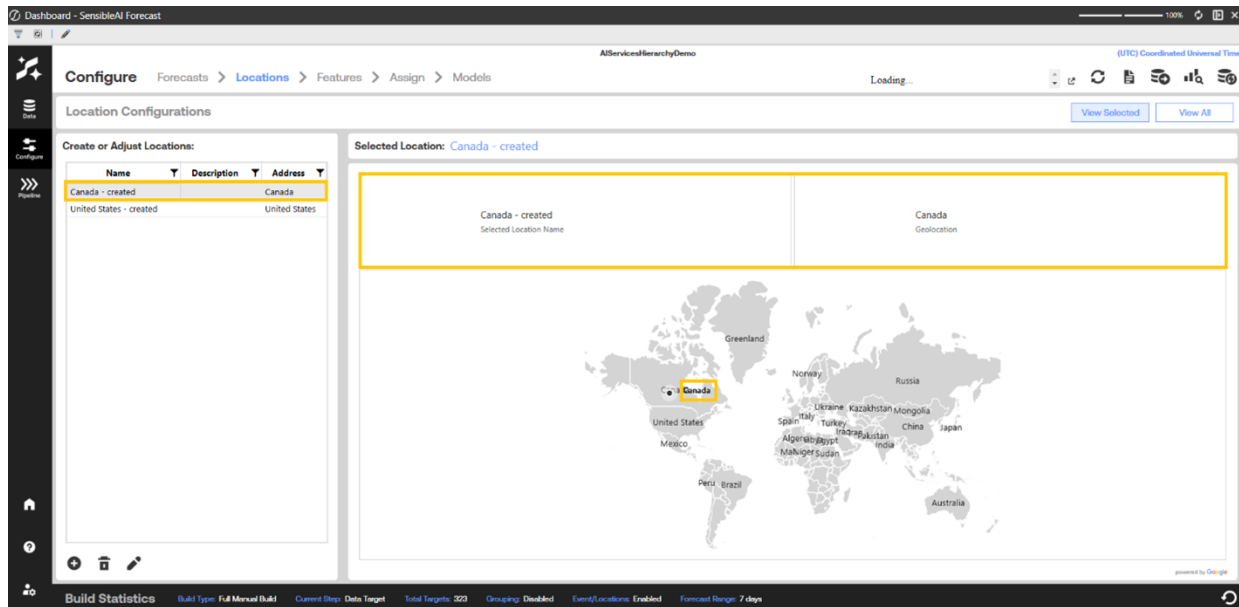 Dashboard - SensibleAI Forecast
100%
AIServicesHierarchyDemo
(UTC) Coordinated Universal Time
Configure Forecasts > Locations > Features > Assign > Models
Loading...
Data
Location Configurations
View Selected View All
Configure
Create or Adjust Locations:
Selected Location: Canada - created
Name Description Address
Pipeline
Canada - created Canada
United States - created United States
Canada - created
Selected Location Name
Canada
Geolocation
Greenland
Norway
Russia
Canada
Ukraine Kazakhstan Mongolia
United States
Spain Italy Turkey China Japan
Pakistan
Mexico
India
Sudan
Peru Brazil
Australia
powered by Google
Build Statistics Build Type: Full Manual Build Current Step: Data Target Total Targets: 323 Grouping: Disabled Event/Locations: Enabled Forecast Range: 7 days